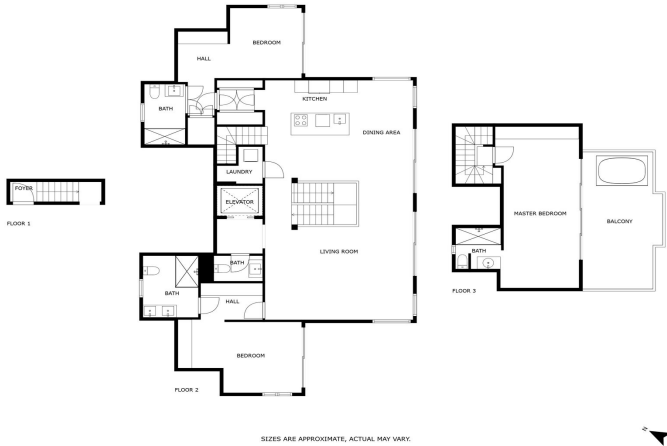 BEDROOM
HALL
KITCHEN
BATH
DINING AREA
LAUNDRY
FOYER
ELEVATOR
FLOOR 1
MASTER BEDROOM
BALCONY
LIVING ROOM
BATH
BATH
BATH
FLOOR 3
HALL
BEDROOM
FLOOR 2
SIZES ARE APPROXIMATE, ACTUAL MAY VARY.
N